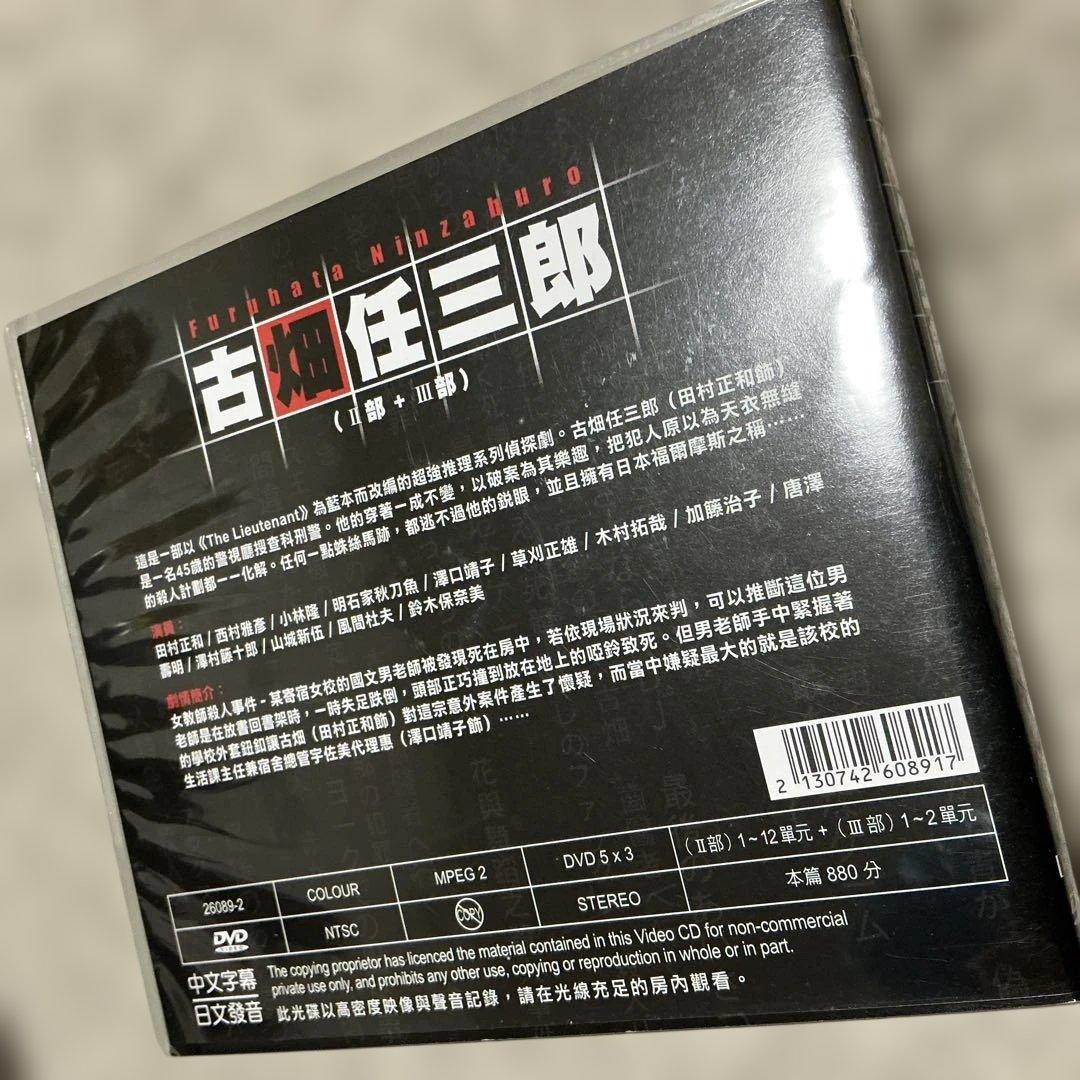 Furuhata Ninzaburo
古畑任三郎
(Ⅱ部 + Ⅲ部)
這是一部以《The Lieutenant》為藍本而改編的超強推理系列偵探劇。古畑任三郎（田村正和飾）
是一名45歲的警視廳搜查科刑警。他的穿著一成不變，以破案為其樂趣，把犯人原以為天衣無縫
的殺人計劃都一一化解。任何一點蛛絲馬跡，都逃不過他的銳眼，並且擁有日本福爾摩斯之稱……
演員：
田村正和 / 西村雅彥 / 小林隆 / 明石家秋刀魚 / 澤口靖子 / 草刈正雄 / 木村拓哉 / 加藤治子 / 唐澤
壽明 / 澤村藤十郎 / 山城新伍 / 風間杜夫 / 鈴木保奈美
劇情簡介：
女教師殺人事件 - 某寄宿女校的國文男老師被發現死在房中，若依現場狀況來判，可以推斷這位男
老師是在放書回書架時，一時失足跌倒，頭部正巧撞到放在地上的啞鈴致死。但男老師手中緊握著
的學校外套鈕釦讓古畑（田村正和飾）對這宗意外案件產生了懷疑，而當中嫌疑最大的就是該校的
生活課主任兼宿舍總管宇佐美代理惠（澤口靖子飾）……
2 130742 608917
26089-2 COLOUR MPEG 2 DVD 5 x 3 (Ⅱ部) 1~12單元 + (Ⅲ部) 1~2單元
DVD VIDEO NTSC COPY STEREO 本篇 880 分
中文字幕
日文發音
The copying proprietor has licenced the material contained in this Video CD for non-commercial
private use only, and prohibits any other use, copying or reproduction in whole or in part.
此光碟以高密度映像與聲音記錄，請在光線充足的房內觀看。